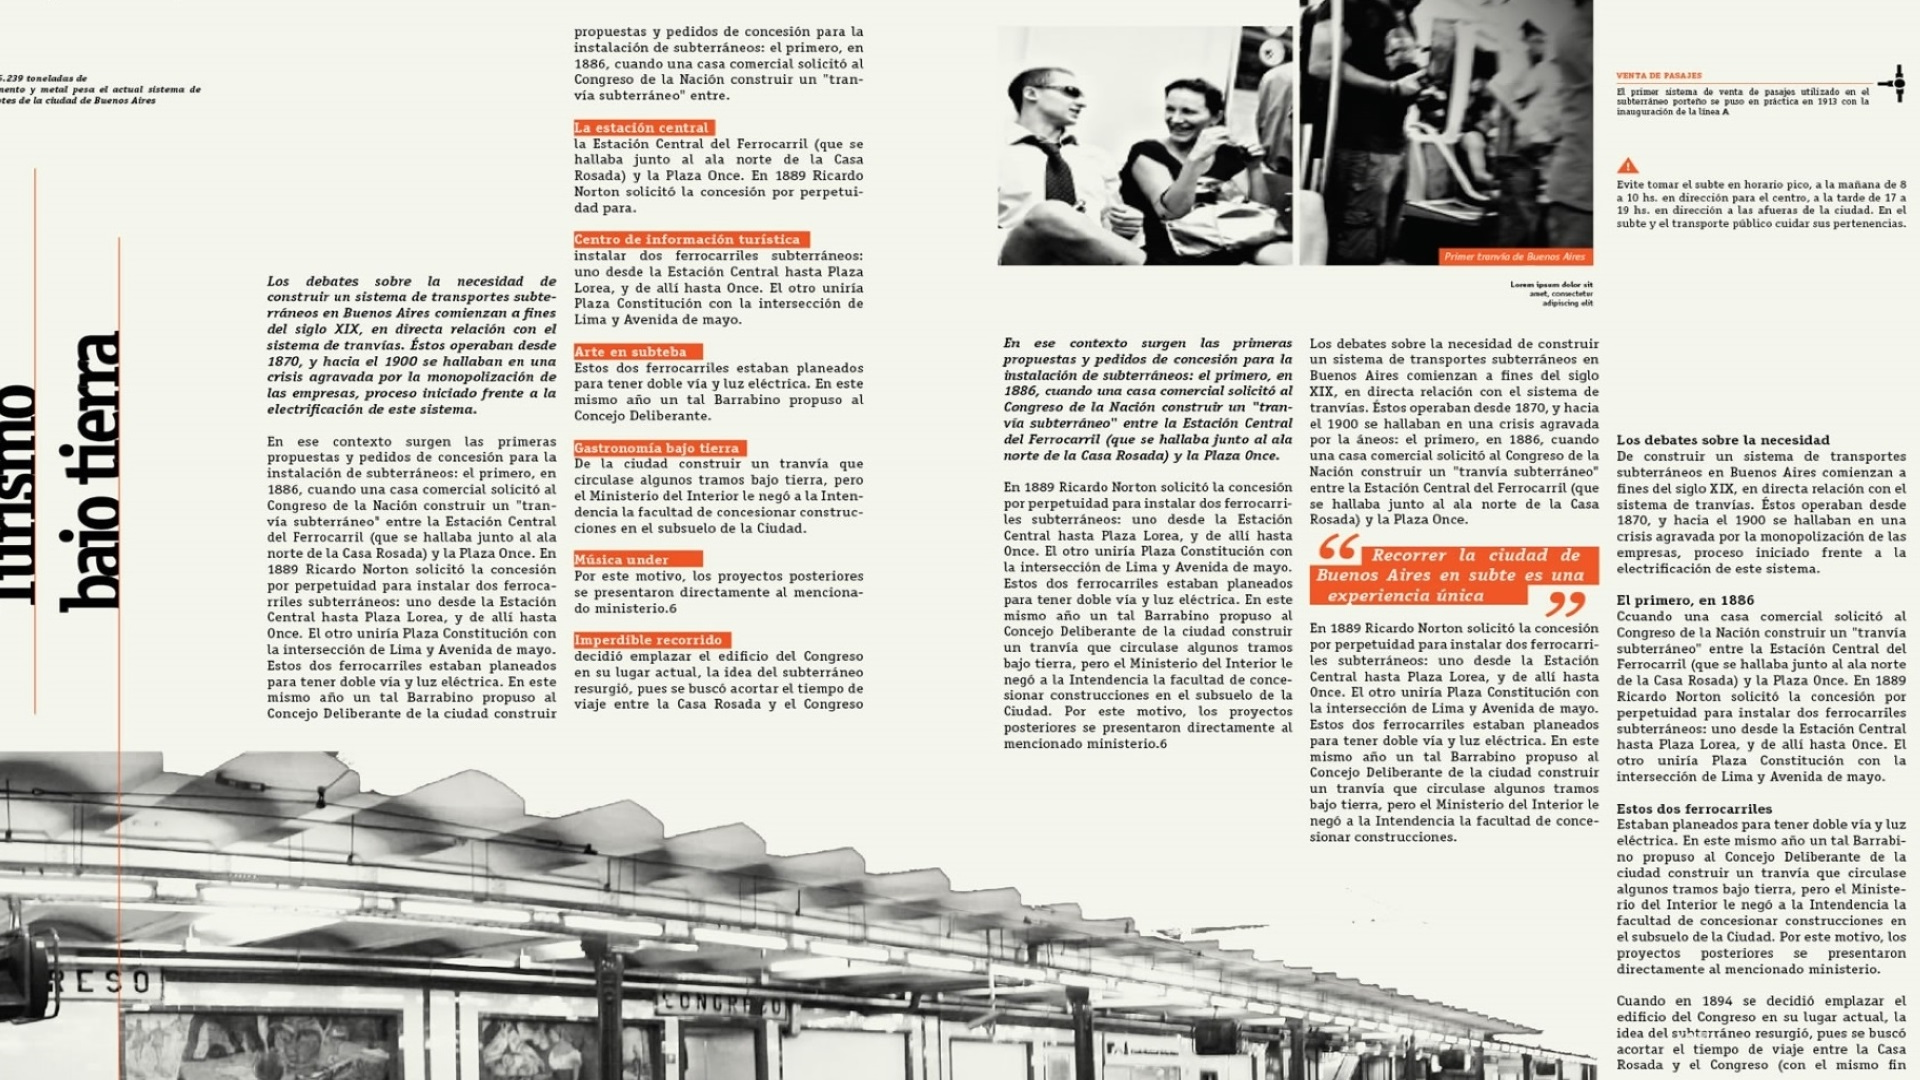 5.239 toneladas de
mento y metal pesa el actual sistema de
tes de la ciudad de Buenos Aires
Turismo
bajo tierra
Los debates sobre la necesidad de
construir un sistema de transportes subte-
rráneos en Buenos Aires comienzan a fines
del siglo XIX, en directa relación con el
sistema de tranvías. Éstos operaban desde
1870, y hacia el 1900 se hallaban en una
crisis agravada por la monopolización de
las empresas, proceso iniciado frente a la
electrificación de este sistema.
En ese contexto surgen las primeras
propuestas y pedidos de concesión para la
instalación de subterráneos: el primero, en
1886, cuando una casa comercial solicitó al
Congreso de la Nación construir un "tran-
vía subterráneo" entre la Estación Central
del Ferrocarril (que se hallaba junto al ala
norte de la Casa Rosada) y la Plaza Once. En
1889 Ricardo Norton solicitó la concesión
por perpetuidad para instalar dos ferroca-
rriles subterráneos: uno desde la Estación
Central hasta Plaza Lorea, y de allí hasta
Once. El otro uniría Plaza Constitución con
la intersección de Lima y Avenida de mayo.
Estos dos ferrocarriles estaban planeados
para tener doble vía y luz eléctrica. En este
mismo año un tal Barrabino propuso al
Concejo Deliberante de la ciudad construir
propuestas y pedidos de concesión para la
instalación de subterráneos: el primero, en
1886, cuando una casa comercial solicitó al
Congreso de la Nación construir un "tran-
vía subterráneo" entre.
La estación central
la Estación Central del Ferrocarril (que se
hallaba junto al ala norte de la Casa
Rosada) y la Plaza Once. En 1889 Ricardo
Norton solicitó la concesión por perpetui-
dad para.
Centro de información turística
instalar dos ferrocarriles subterráneos:
uno desde la Estación Central hasta Plaza
Lorea, y de allí hasta Once. El otro uniría
Plaza Constitución con la intersección de
Lima y Avenida de mayo.
Arte en subteba
Estos dos ferrocarriles estaban planeados
para tener doble vía y luz eléctrica. En este
mismo año un tal Barrabino propuso al
Concejo Deliberante.
Gastronomía bajo tierra
De la ciudad construir un tranvía que
circulase algunos tramos bajo tierra, pero
el Ministerio del Interior le negó a la Inten-
dencia la facultad de concesionar construc-
ciones en el subsuelo de la Ciudad.
Música under
Por este motivo, los proyectos posteriores
se presentaron directamente al menciona-
do ministerio.6
Imperdible recorrido
decidió emplazar el edificio del Congreso
en su lugar actual, la idea del subterráneo
resurgió, pues se buscó acortar el tiempo de
viaje entre la Casa Rosada y el Congreso
RESO
CONGRESO
Primer tranvía de Buenos Aires
Lorem ipsum dolor sit
amet, consecteter
adipiscing elit
En ese contexto surgen las primeras
propuestas y pedidos de concesión para la
instalación de subterráneos: el primero, en
1886, cuando una casa comercial solicitó al
Congreso de la Nación construir un "tran-
vía subterráneo" entre la Estación Central
del Ferrocarril (que se hallaba junto al ala
norte de la Casa Rosada) y la Plaza Once.
En 1889 Ricardo Norton solicitó la concesión
por perpetuidad para instalar dos ferrocarri-
les subterráneos: uno desde la Estación
Central hasta Plaza Lorea, y de allí hasta
Once. El otro uniría Plaza Constitución con
la intersección de Lima y Avenida de mayo.
Estos dos ferrocarriles estaban planeados
para tener doble vía y luz eléctrica. En este
mismo año un tal Barrabino propuso al
Concejo Deliberante de la ciudad construir
un tranvía que circulase algunos tramos
bajo tierra, pero el Ministerio del Interior le
negó a la Intendencia la facultad de conce-
sionar construcciones en el subsuelo de la
Ciudad. Por este motivo, los proyectos
posteriores se presentaron directamente al
mencionado ministerio.6
Los debates sobre la necesidad de construir
un sistema de transportes subterráneos en
Buenos Aires comienzan a fines del siglo
XIX, en directa relación con el sistema de
tranvías. Éstos operaban desde 1870, y hacia
el 1900 se hallaban en una crisis agravada
por la áneos: el primero, en 1886, cuando
una casa comercial solicitó al Congreso de la
Nación construir un "tranvía subterráneo"
entre la Estación Central del Ferrocarril (que
se hallaba junto al ala norte de la Casa
Rosada) y la Plaza Once.
“ Recorrer la ciudad de
Buenos Aires en subte es una
experiencia única ”
En 1889 Ricardo Norton solicitó la concesión
por perpetuidad para instalar dos ferrocarri-
les subterráneos: uno desde la Estación
Central hasta Plaza Lorea, y de allí hasta
Once. El otro uniría Plaza Constitución con
la intersección de Lima y Avenida de mayo.
Estos dos ferrocarriles estaban planeados
para tener doble vía y luz eléctrica. En este
mismo año un tal Barrabino propuso al
Concejo Deliberante de la ciudad construir
un tranvía que circulase algunos tramos
bajo tierra, pero el Ministerio del Interior le
negó a la Intendencia la facultad de conce-
sionar construcciones.
VENTA DE PASAJES
El primer sistema de venta de pasajes utilizado en el
subterráneo porteño se puso en práctica en 1913 con la
inauguración de la línea A
Evite tomar el subte en horario pico, a la mañana de 8
a 10 hs. en dirección para el centro, a la tarde de 17 a
19 hs. en dirección a las afueras de la ciudad. En el
subte y el transporte público cuidar sus pertenencias.
Los debates sobre la necesidad
De construir un sistema de transportes
subterráneos en Buenos Aires comienzan a
fines del siglo XIX, en directa relación con el
sistema de tranvías. Éstos operaban desde
1870, y hacia el 1900 se hallaban en una
crisis agravada por la monopolización de las
empresas, proceso iniciado frente a la
electrificación de este sistema.
El primero, en 1886
Ccuando una casa comercial solicitó al
Congreso de la Nación construir un "tranvía
subterráneo" entre la Estación Central del
Ferrocarril (que se hallaba junto al ala norte
de la Casa Rosada) y la Plaza Once. En 1889
Ricardo Norton solicitó la concesión por
perpetuidad para instalar dos ferrocarriles
subterráneos: uno desde la Estación Central
hasta Plaza Lorea, y de allí hasta Once. El
otro uniría Plaza Constitución con la
intersección de Lima y Avenida de mayo.
Estos dos ferrocarriles
Estaban planeados para tener doble vía y luz
eléctrica. En este mismo año un tal Barrabi-
no propuso al Concejo Deliberante de la
ciudad construir un tranvía que circulase
algunos tramos bajo tierra, pero el Ministe-
rio del Interior le negó a la Intendencia la
facultad de concesionar construcciones en
el subsuelo de la Ciudad. Por este motivo, los
proyectos posteriores se presentaron
directamente al mencionado ministerio.
Cuando en 1894 se decidió emplazar el
edificio del Congreso en su lugar actual, la
idea del subterráneo resurgió, pues se buscó
acortar el tiempo de viaje entre la Casa
Rosada y el Congreso (con el mismo fin